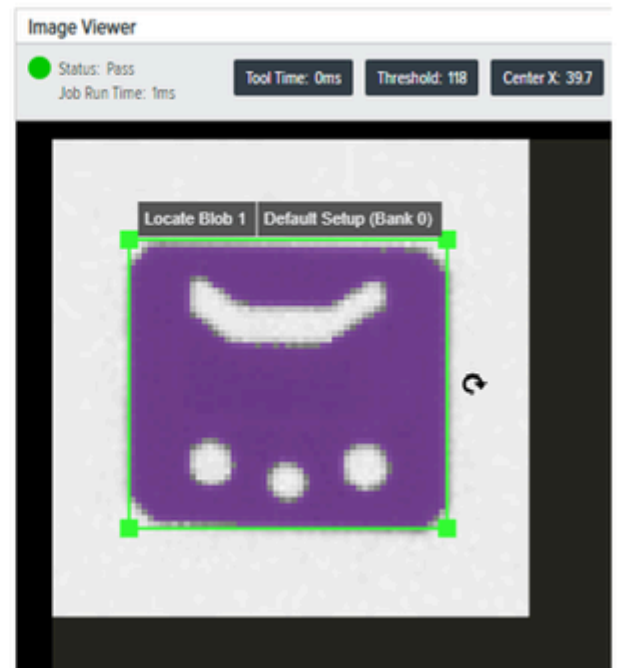 Image Viewer
Status: Pass
Job Run Time: 1ms
Tool Time: 0ms
Threshold: 118
Center X: 39.7
Locate Blob 1
Default Setup (Bank 0)